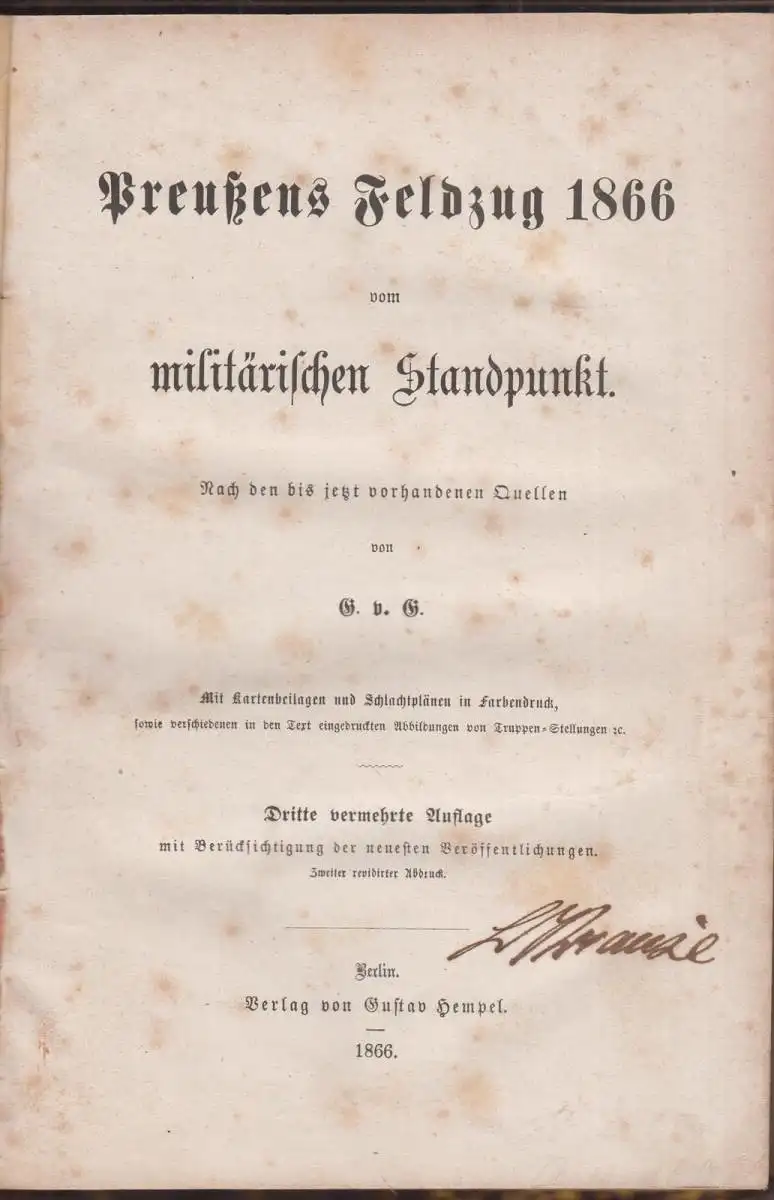 Preußens Feldzug 1866
vom
militäriſchen Standpunkt.
Nach den bis jetzt vorhandenen Quellen
von
G. v. G.
Mit Kartenbeilagen und Schlachtplänen in Farbendruck,
ſowie verſchiedenen in den Text eingedruckten Abbildungen von Truppen-Stellungen ꝛc.
Dritte vermehrte Auflage
mit Berückſichtigung der neueſten Veröffentlichungen.
Zweiter revidirter Abdruck.
Berlin.
Verlag von Guſtav Hempel.
1866.